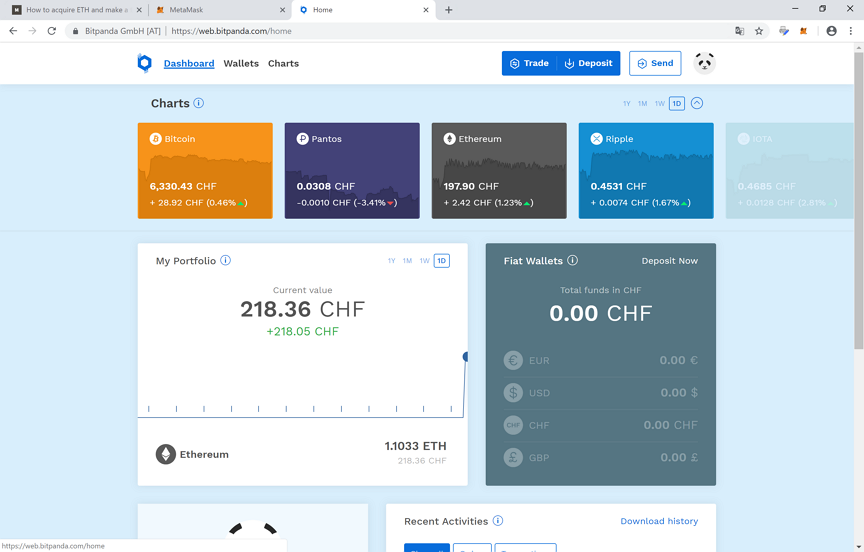 How to acquire ETH and make a
MetaMask
Home
Bitpanda GmbH [AT] | https://web.bitpanda.com/home
Dashboard Wallets Charts
Trade Deposit Send
Charts
1Y 1M 1W 1D
Bitcoin
6,330.43 CHF
+ 28.92 CHF (0.46%)
Pantos
0.0308 CHF
-0.0010 CHF (-3.41%)
Ethereum
197.90 CHF
+ 2.42 CHF (1.23%)
Ripple
0.4531 CHF
+ 0.0074 CHF (1.67%)
IOTA
0.4685 CHF
+ 0.0128 CHF (2.81%)
My Portfolio
1Y 1M 1W 1D
Current value
218.36 CHF
+218.05 CHF
Ethereum
1.1033 ETH
218.36 CHF
Fiat Wallets
Deposit Now
Total funds in CHF
0.00 CHF
EUR 0.00 €
USD 0.00 $
CHF CHF 0.00 CHF
GBP 0.00 £
Recent Activities
Download history
https://web.bitpanda.com/home